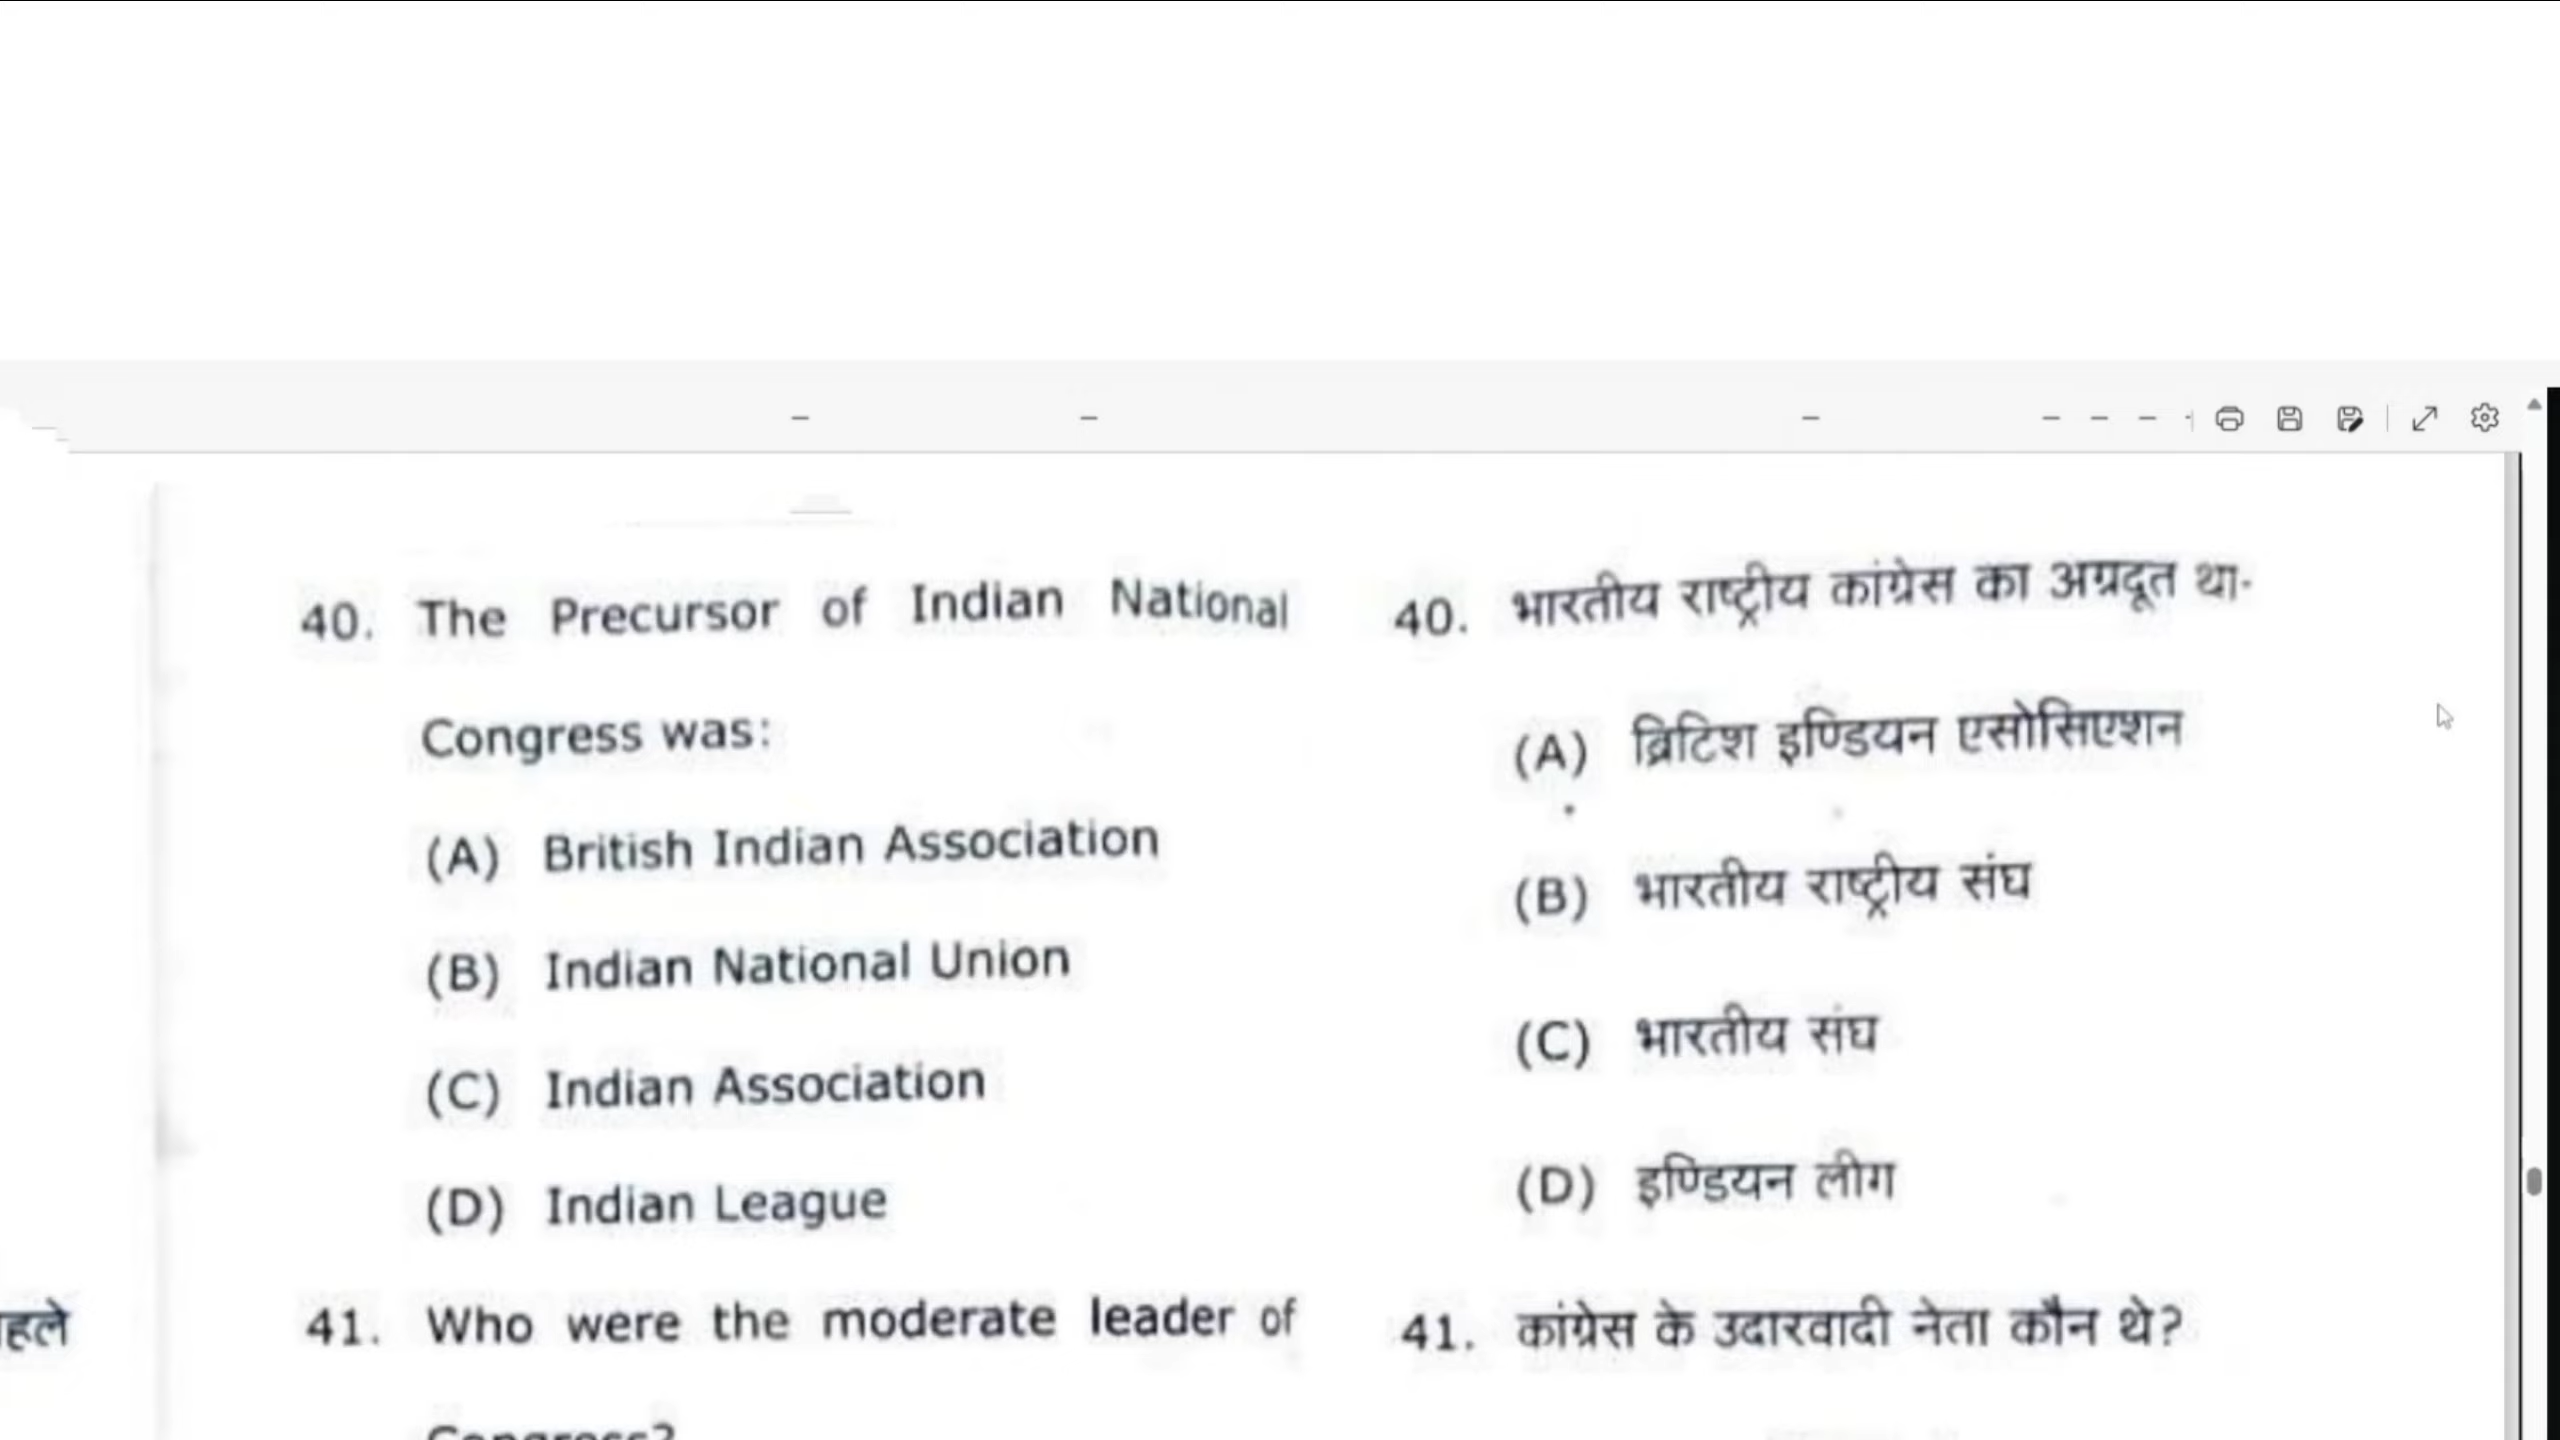 40. The Precursor of Indian National
Congress was:
(A) British Indian Association
(B) Indian National Union
(C) Indian Association
(D) Indian League
41. Who were the moderate leader of
Congress?
40. भारतीय राष्ट्रीय कांग्रेस का अग्रदूत था-
(A) ब्रिटिश इण्डियन एसोसिएशन
(B) भारतीय राष्ट्रीय संघ
(C) भारतीय संघ
(D) इण्डियन लीग
41. कांग्रेस के उदारवादी नेता कौन थे?